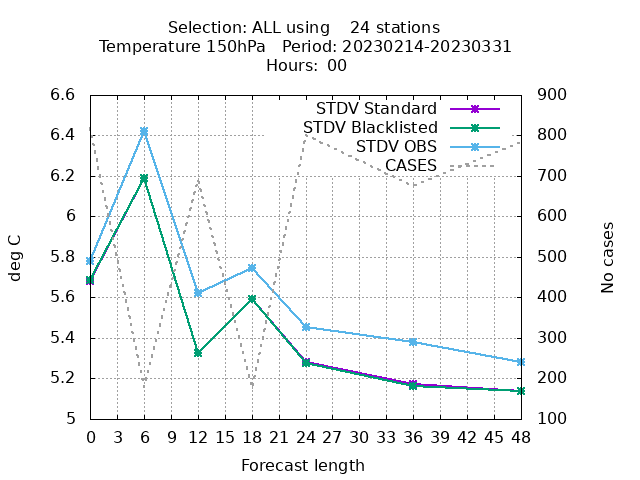 Selection: ALL using    24 stations
Temperature 150hPa   Period: 20230214-20230331
Hours: 00
6.6
6.4
6.2
6
5.8
5.6
5.4
5.2
5
900
800
700
600
500
400
300
200
100
STDV Standard
STDV Blacklisted
STDV OBS
CASES
deg C
No cases
0 3 6 9 12 15 18 21 24 27 30 33 36 39 42 45 48
Forecast length